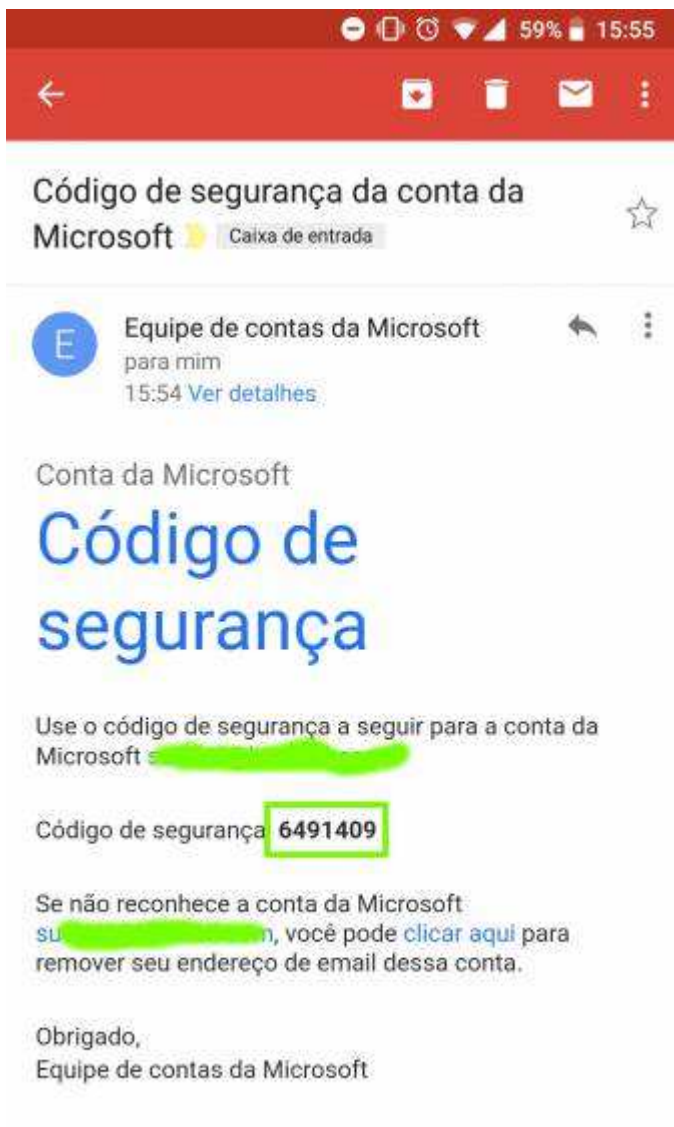 59% 15:55
Código de segurança da conta da
Microsoft Caixa de entrada
E
Equipe de contas da Microsoft
para mim
15:54 Ver detalhes
Conta da Microsoft
Código de
segurança
Use o código de segurança a seguir para a conta da
Microsoft
Código de segurança 6491409
Se não reconhece a conta da Microsoft
, você pode clicar aqui para
remover seu endereço de email dessa conta.
Obrigado,
Equipe de contas da Microsoft